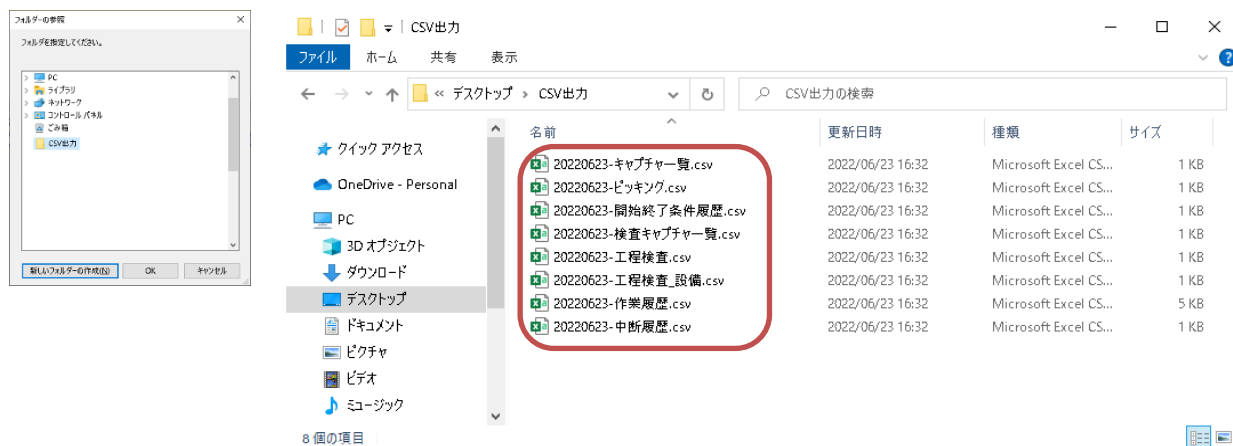 フォルダーの参照
フォルダを指定してください。
PC
ライブラリ
ネットワーク
コントロール パネル
ごみ箱
CSV出力
新しいフォルダーの作成(N) OK キャンセル
CSV出力
ファイル ホーム 共有 表示
« デスクトップ › CSV出力 CSV出力の検索
クイック アクセス
OneDrive - Personal
PC
3D オブジェクト
ダウンロード
デスクトップ
ドキュメント
ピクチャ
ビデオ
ミュージック
名前 更新日時 種類 サイズ
20220623-キャプチャ一覧.csv 2022/06/23 16:32 Microsoft Excel CS... 1 KB
20220623-ピッキング.csv 2022/06/23 16:32 Microsoft Excel CS... 1 KB
20220623-開始終了条件履歴.csv 2022/06/23 16:32 Microsoft Excel CS... 1 KB
20220623-検査キャプチャ一覧.csv 2022/06/23 16:32 Microsoft Excel CS... 1 KB
20220623-工程検査.csv 2022/06/23 16:32 Microsoft Excel CS... 1 KB
20220623-工程検査_設備.csv 2022/06/23 16:32 Microsoft Excel CS... 1 KB
20220623-作業履歴.csv 2022/06/23 16:32 Microsoft Excel CS... 5 KB
20220623-中断履歴.csv 2022/06/23 16:32 Microsoft Excel CS... 1 KB
8 個の項目